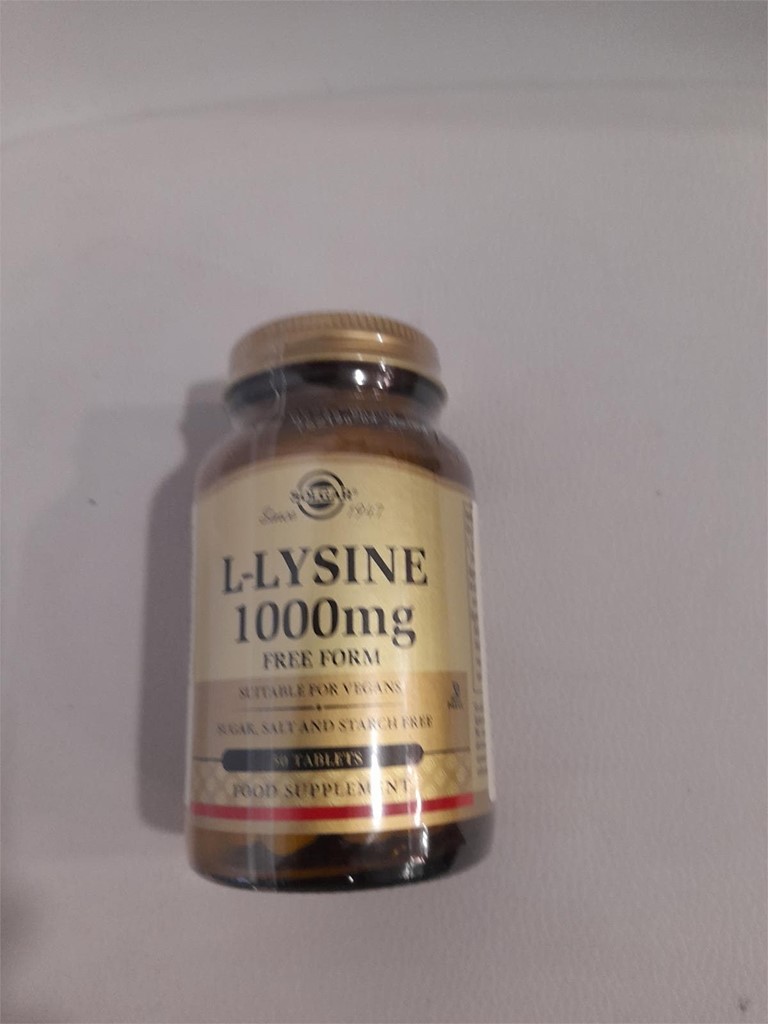 SOLGAR®
Since 1947
L-LYSINE
1000mg
FREE FORM
SUITABLE FOR VEGANS
SUGAR, SALT AND STARCH FREE
50 TABLETS
FOOD SUPPLEMENT